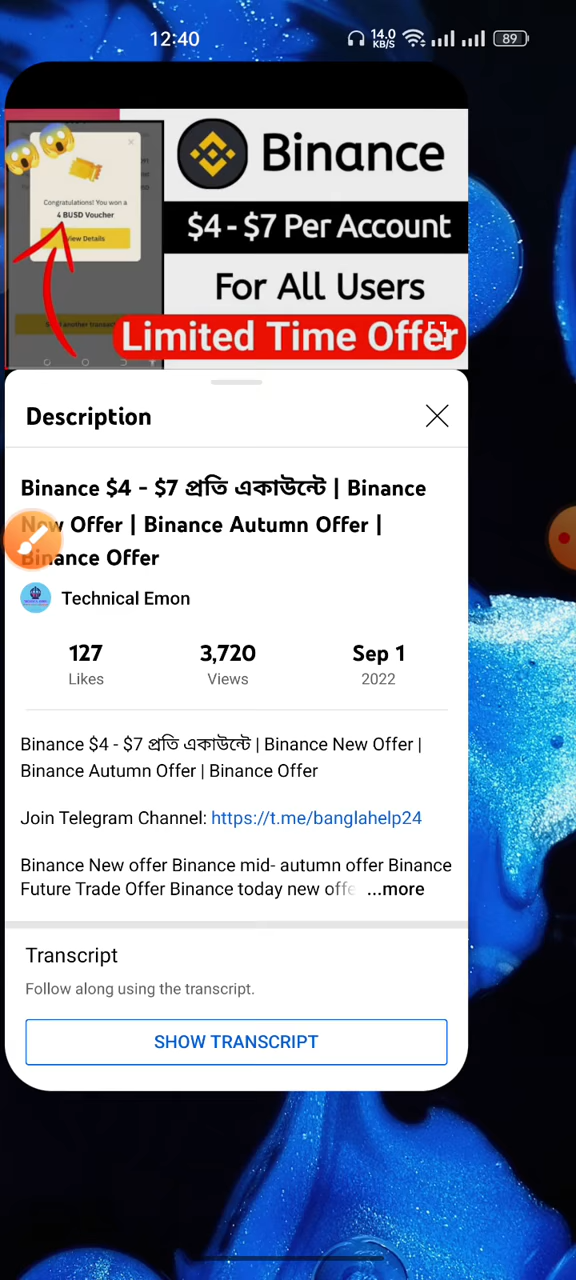 12:40
14.0
KB/S
89
Congratulations! You won a
4 BUSD Voucher
View Details
Binance
$4 - $7 Per Account
For All Users
Limited Time Offer
Description
Binance $4 - $7 প্রতি একাউন্টে | Binance
New Offer | Binance Autumn Offer |
Binance Offer
Technical Emon
127
Likes
3,720
Views
Sep 1
2022
Binance $4 - $7 প্রতি একাউন্টে | Binance New Offer |
Binance Autumn Offer | Binance Offer
Join Telegram Channel: https://t.me/banglahelp24
Binance New offer Binance mid- autumn offer Binance
Future Trade Offer Binance today new offe ...more
Transcript
Follow along using the transcript.
SHOW TRANSCRIPT